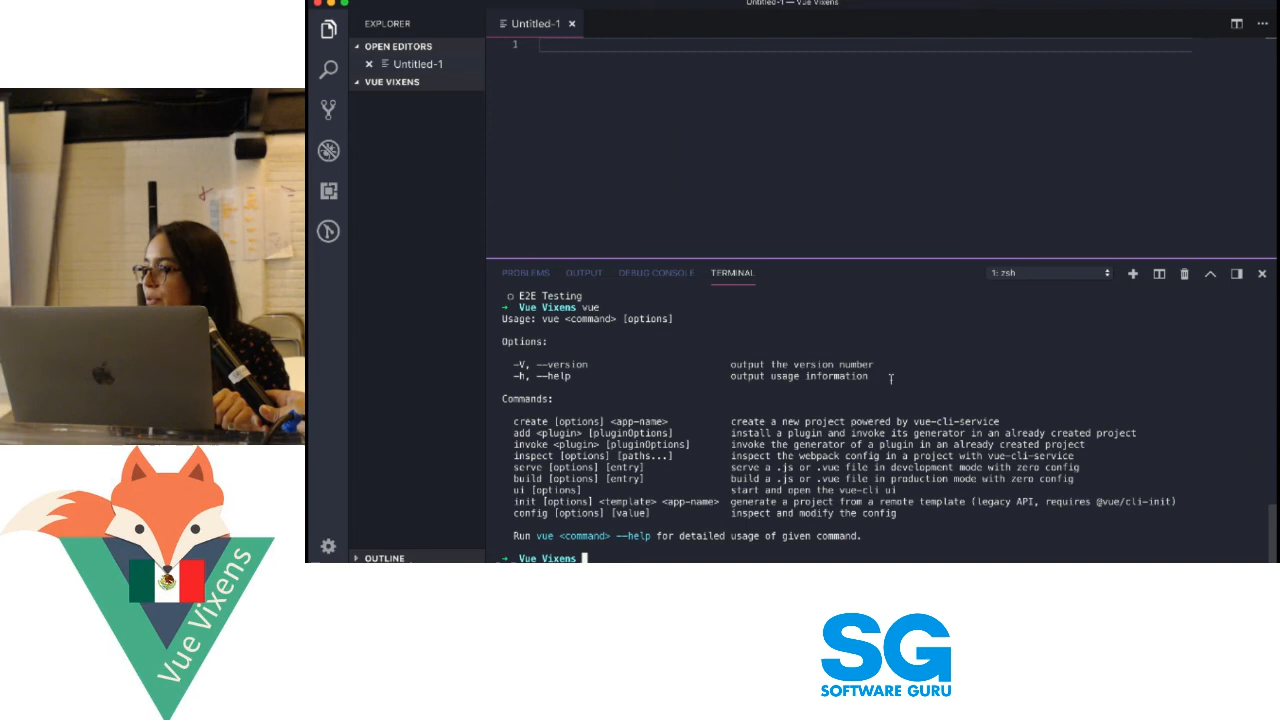 Untitled-1 — Vue Vixens
EXPLORER
Untitled-1
OPEN EDITORS
Untitled-1
VUE VIXENS
1
PROBLEMS OUTPUT DEBUG CONSOLE TERMINAL
1: zsh
E2E Testing
→ Vue Vixens vue
Usage: vue <command> [options]
Options:
-V, --version output the version number
-h, --help output usage information
Commands:
create [options] <app-name> create a new project powered by vue-cli-service
add <plugin> [pluginOptions] install a plugin and invoke its generator in an already created project
invoke <plugin> [pluginOptions] invoke the generator of a plugin in an already created project
inspect [options] [paths...] inspect the webpack config in a project with vue-cli-service
serve [options] [entry] serve a .js or .vue file in development mode with zero config
build [options] [entry] build a .js or .vue file in production mode with zero config
ui [options] start and open the vue-cli ui
init [options] <template> <app-name> generate a project from a remote template (legacy API, requires @vue/cli-init)
config [options] [value] inspect and modify the config
Run vue <command> --help for detailed usage of given command.
→ Vue Vixens
OUTLINE
Vue Vixens
SG
SOFTWARE GURU